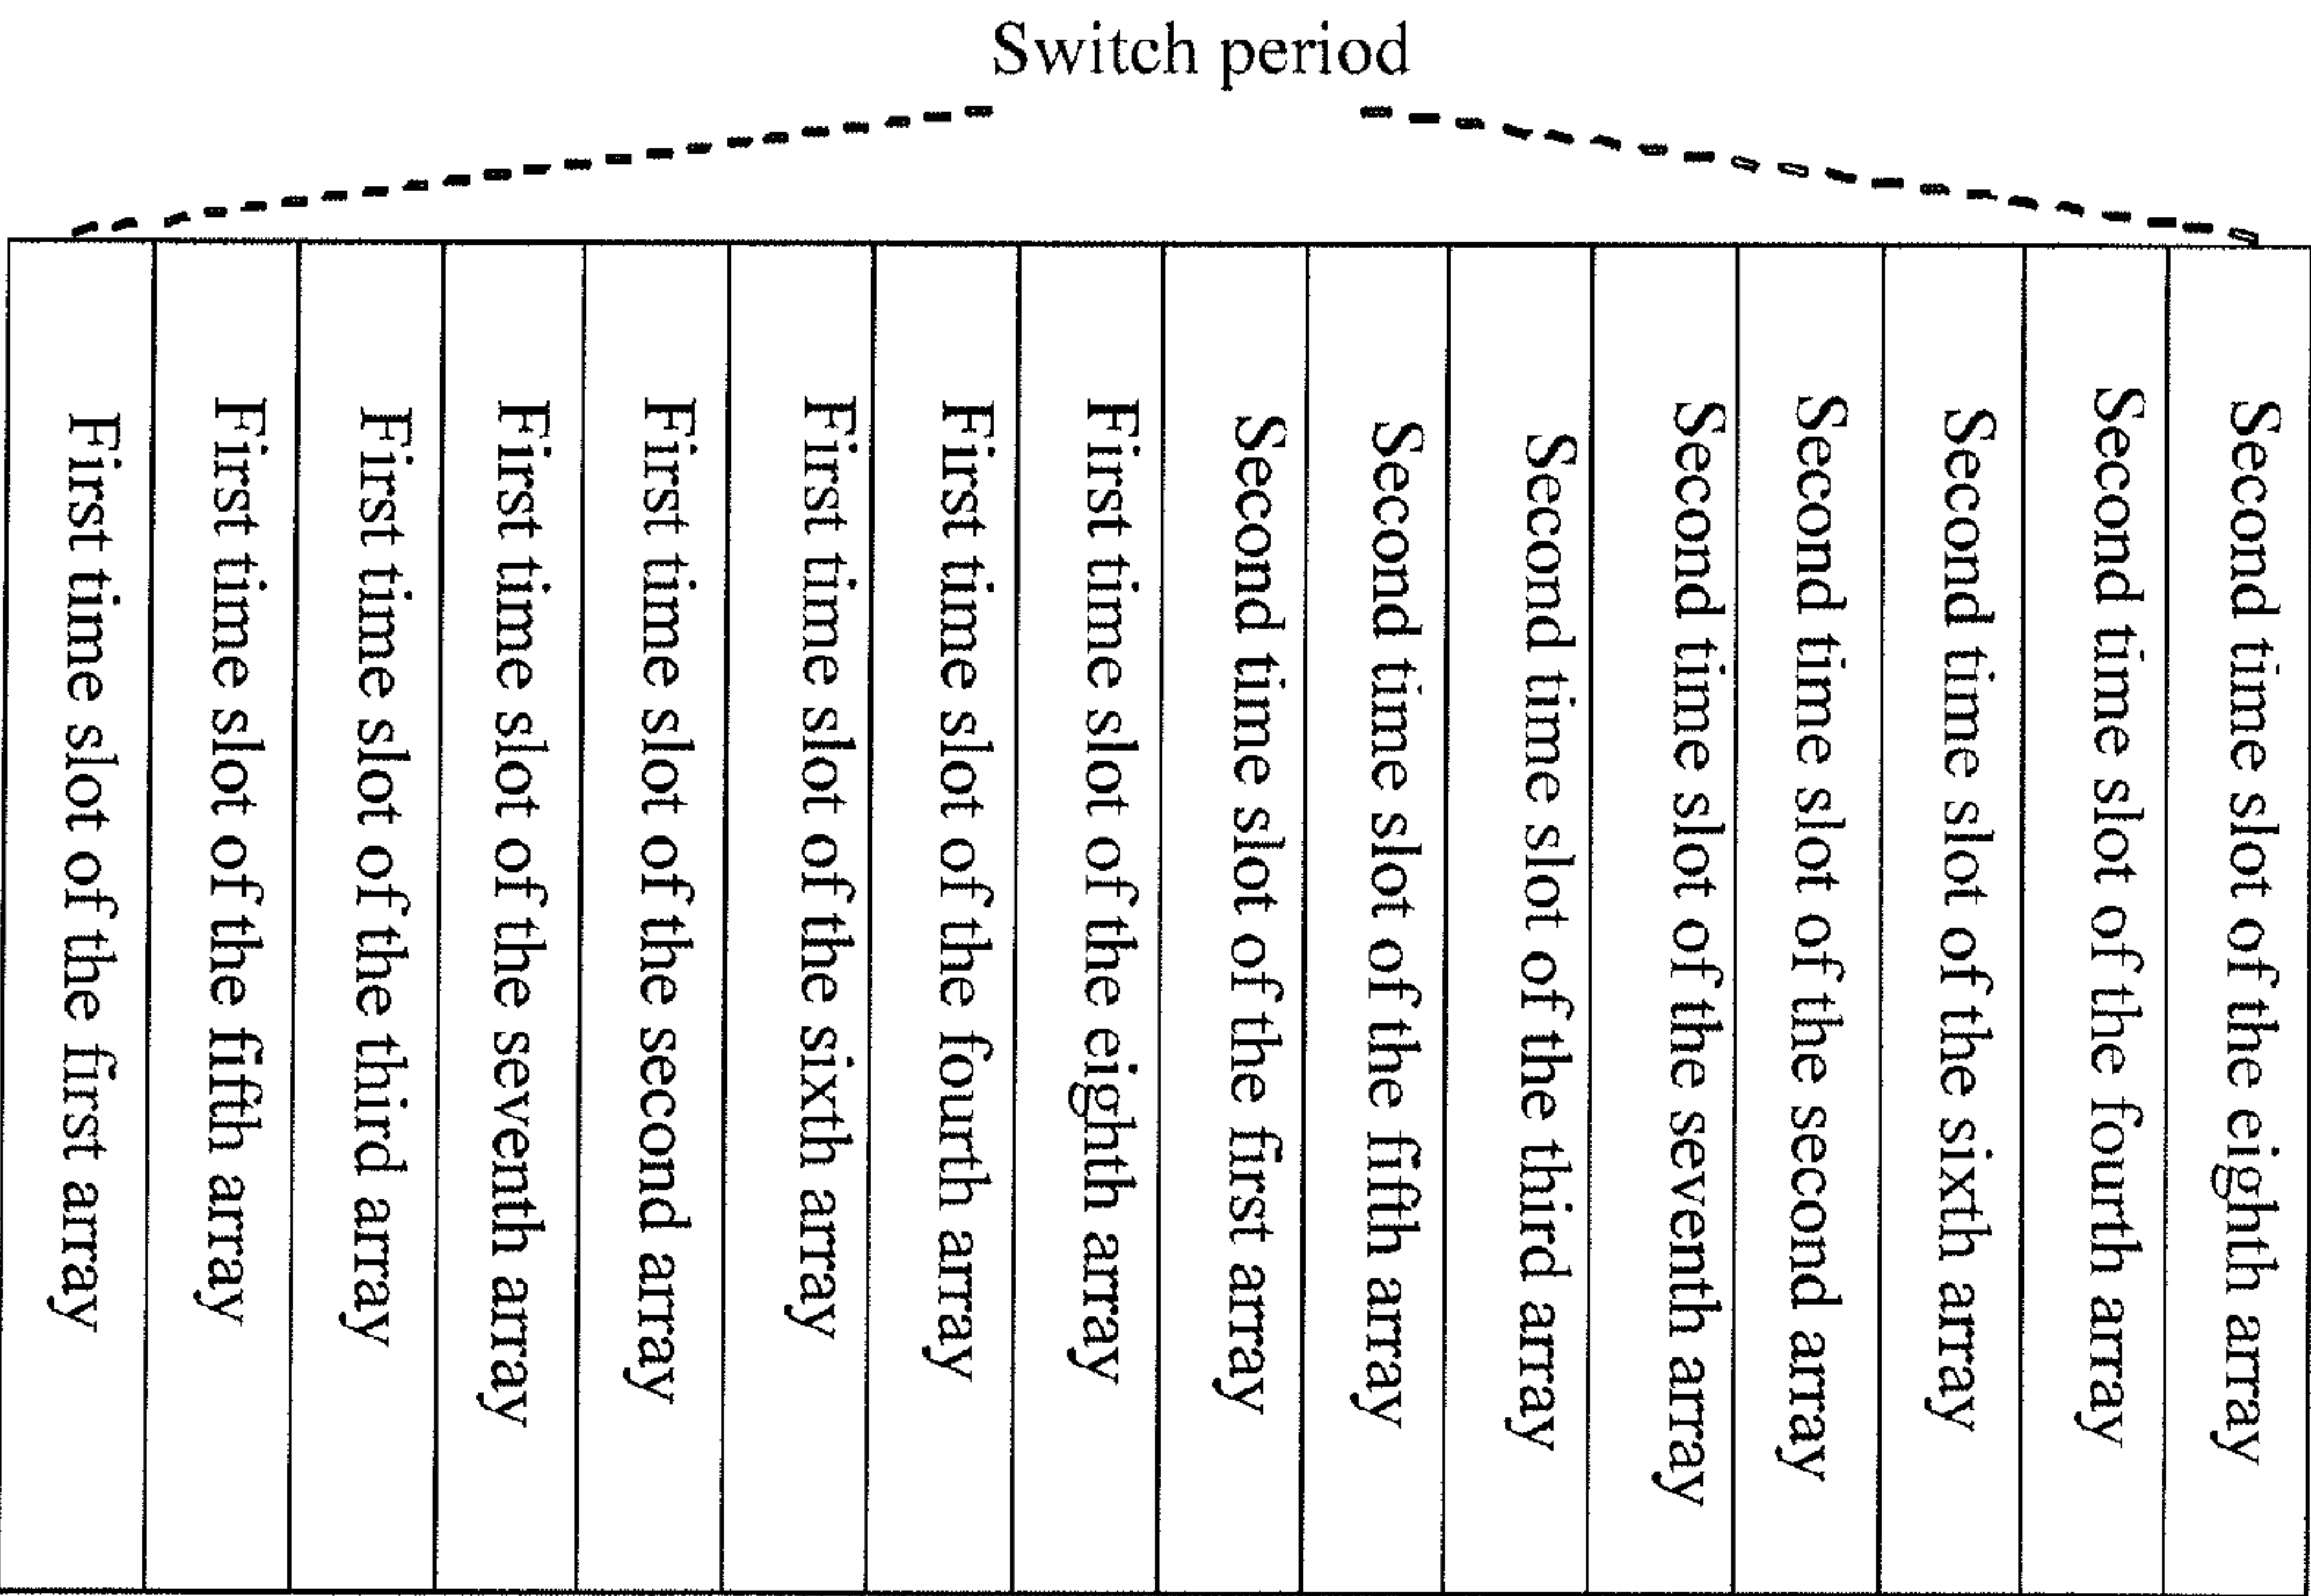 Switch period
First time slot of the first array
First time slot of the fifth array
First time slot of the third array
First time slot of the seventh array
First time slot of the second array
First time slot of the sixth array
First time slot of the fourth array
First time slot of the eighth array
Second time slot of the first array
Second time slot of the fifth array
Second time slot of the third array
Second time slot of the seventh array
Second time slot of the second array
Second time slot of the sixth array
Second time slot of the fourth array
Second time slot of the eighth array